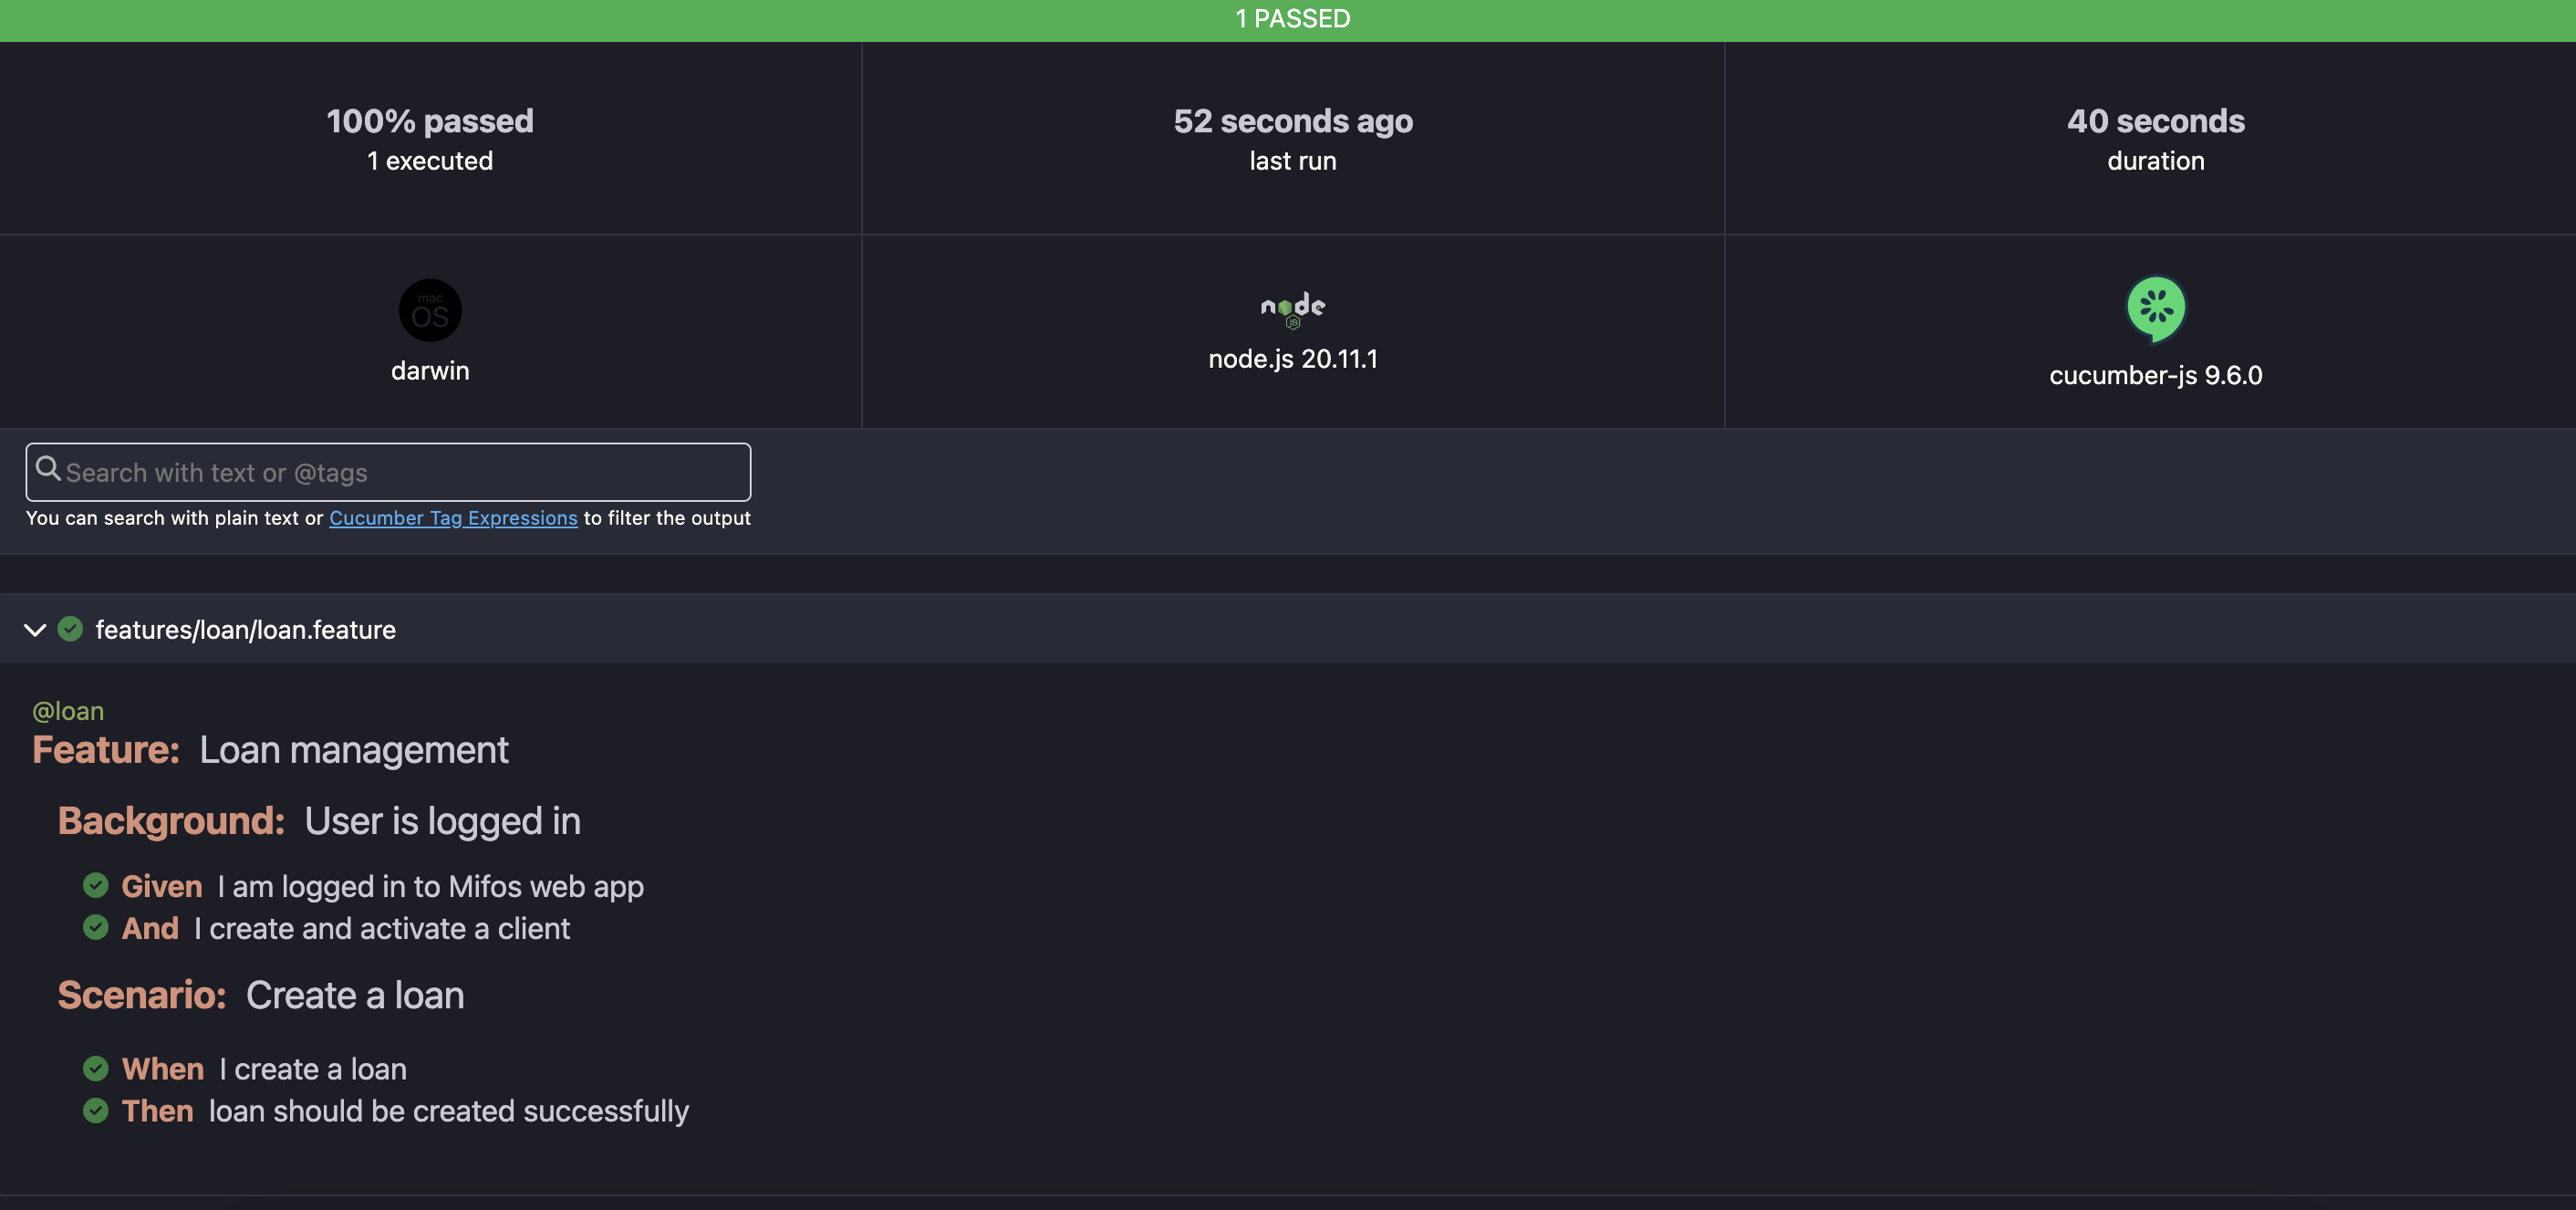 1 PASSED
100% passed
1 executed
52 seconds ago
last run
40 seconds
duration
mac
OS
darwin
node
JS
node.js 20.11.1
cucumber-js 9.6.0
Search with text or @tags
You can search with plain text or Cucumber Tag Expressions to filter the output
features/loan/loan.feature
@loan
Feature: Loan management
Background: User is logged in
Given I am logged in to Mifos web app
And I create and activate a client
Scenario: Create a loan
When I create a loan
Then loan should be created successfully